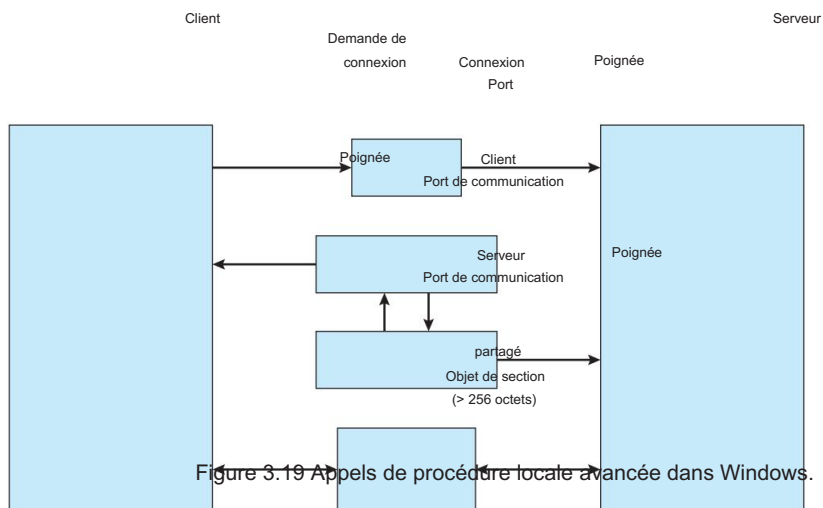 Client
Serveur
Demande de
connexion
Connexion
Port
Poignée
Poignée
Client
Port de communication
Serveur
Port de communication
Poignée
partagé
Objet de section
(> 256 octets)
Figure 3.19 Appels de procédure locale avancée dans Windows.